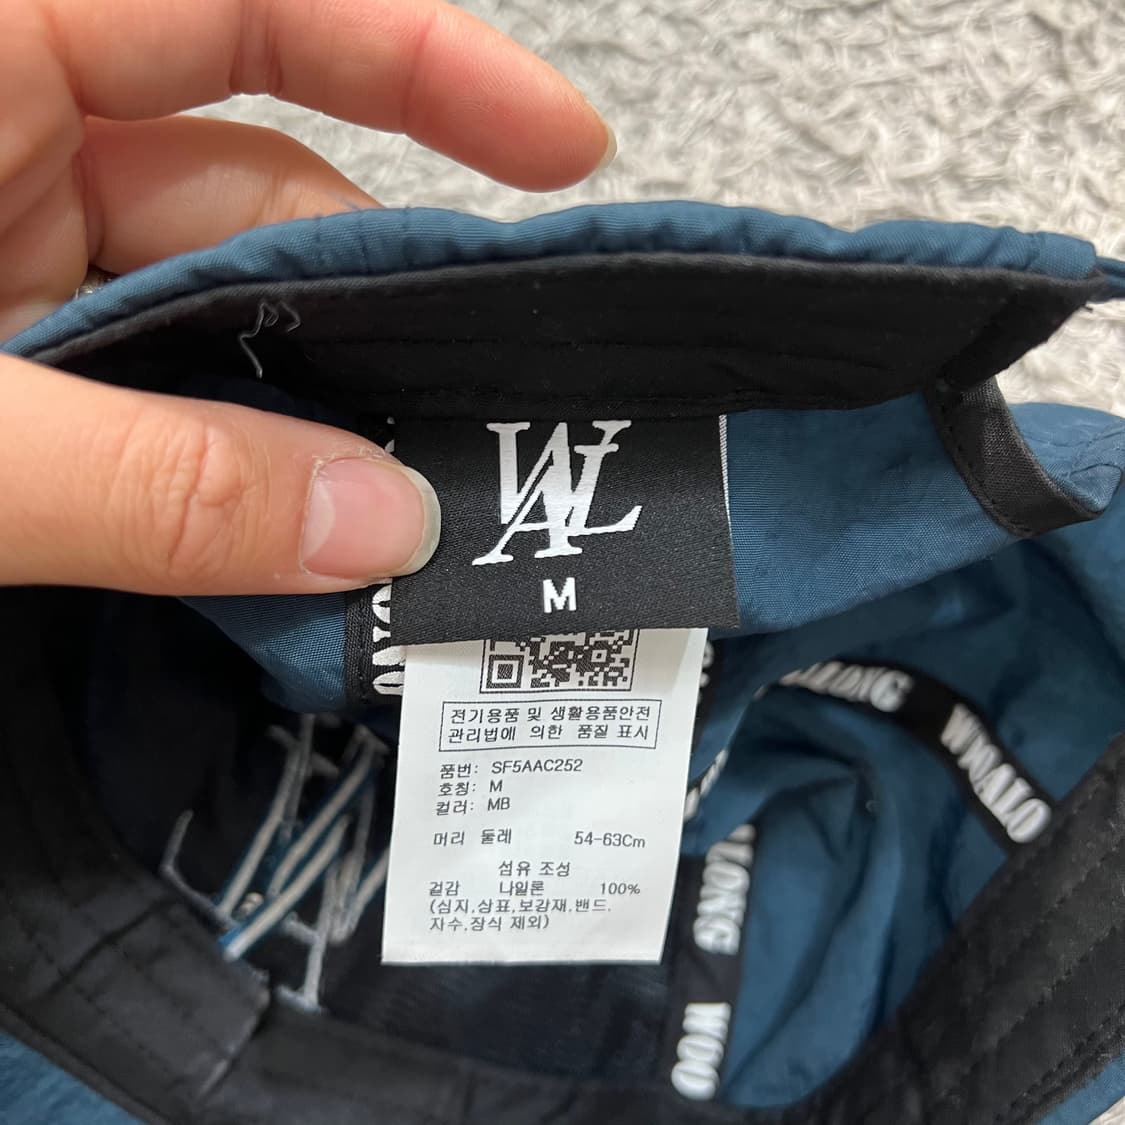 WAL
M
전기용품 및 생활용품안전
관리법에 의한 품질 표시
품번: SF5AAC252
호칭: M
컬러: MB
머리 둘레 54-63Cm
섬유 조성
겉감 나일론 100%
(심지,상표,보강재,밴드.
자수,장식 제외)